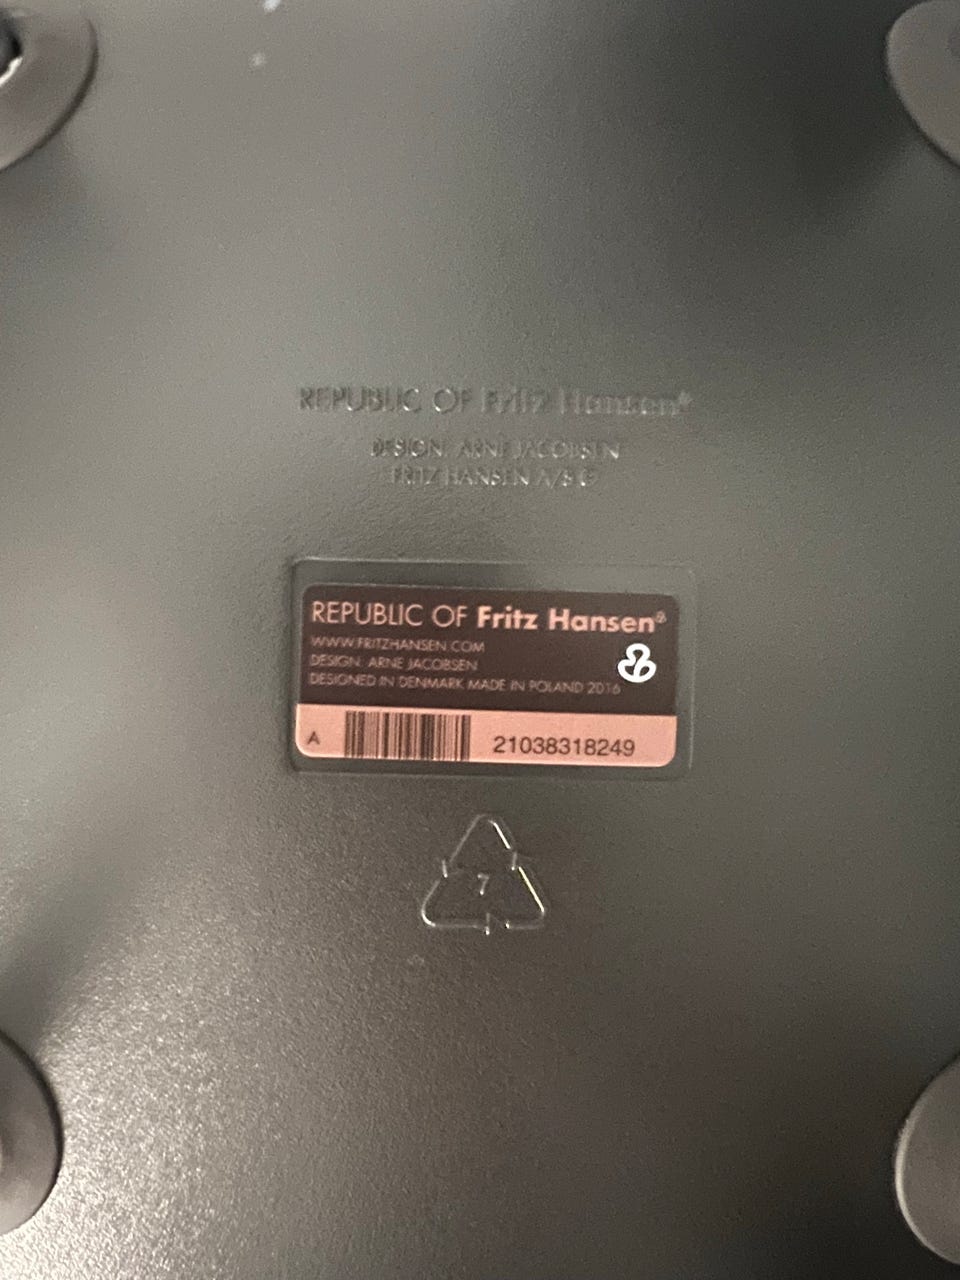 REPUBLIC OF Fritz Hansen®
DESIGN: ARNE JACOBSEN
FRITZ HANSEN A/S ©
REPUBLIC OF Fritz Hansen®
WWW.FRITZHANSEN.COM
DESIGN: ARNE JACOBSEN
DESIGNED IN DENMARK MADE IN POLAND 2016
A 21038318249
7